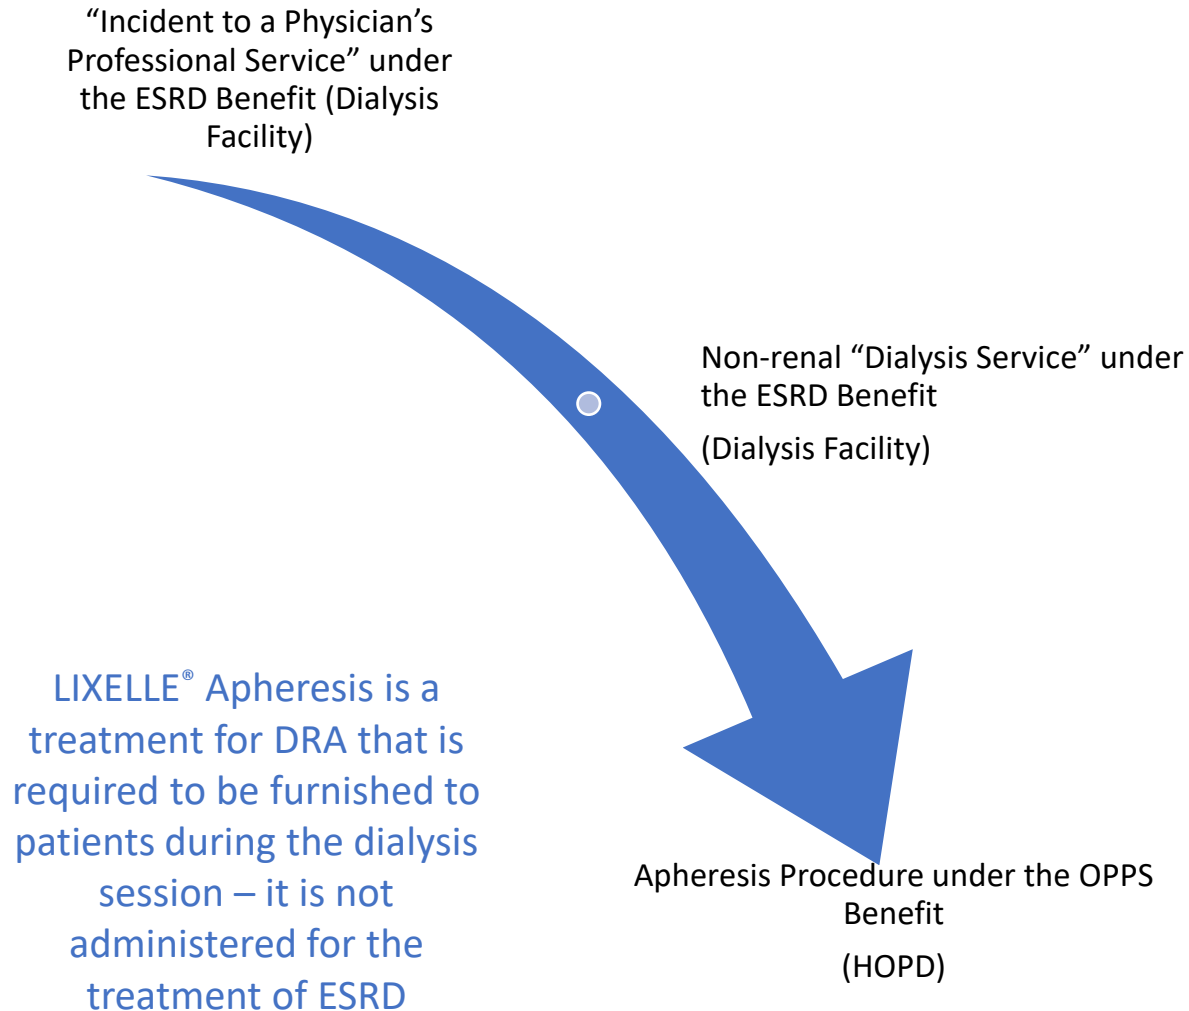 “Incident to a Physician’s
Professional Service” under
the ESRD Benefit (Dialysis
Facility)
Non-renal “Dialysis Service” under
the ESRD Benefit
(Dialysis Facility)
LIXELLE® Apheresis is a
treatment for DRA that is
required to be furnished to
patients during the dialysis
session – it is not
administered for the
treatment of ESRD
Apheresis Procedure under the OPPS
Benefit
(HOPD)